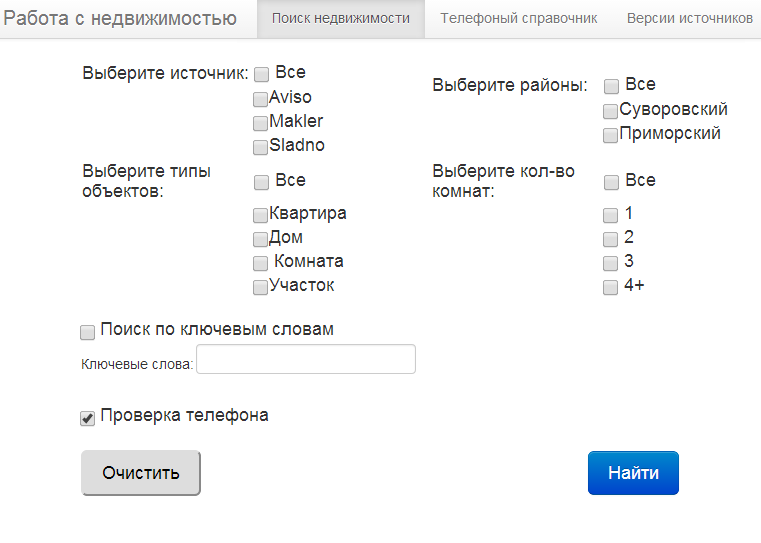 Работа с недвижимостью
Поиск недвижимости
Телефоный справочник
Версии источников
Выберите источник:
Все
Aviso
Makler
Sladno
Выберите районы:
Все
Суворовский
Приморский
Выберите типы
объектов:
Все
Квартира
Дом
Комната
Участок
Выберите кол-во
комнат:
Все
1
2
3
4+
Поиск по ключевым словам
Ключевые слова:
Проверка телефона
Очистить
Найти